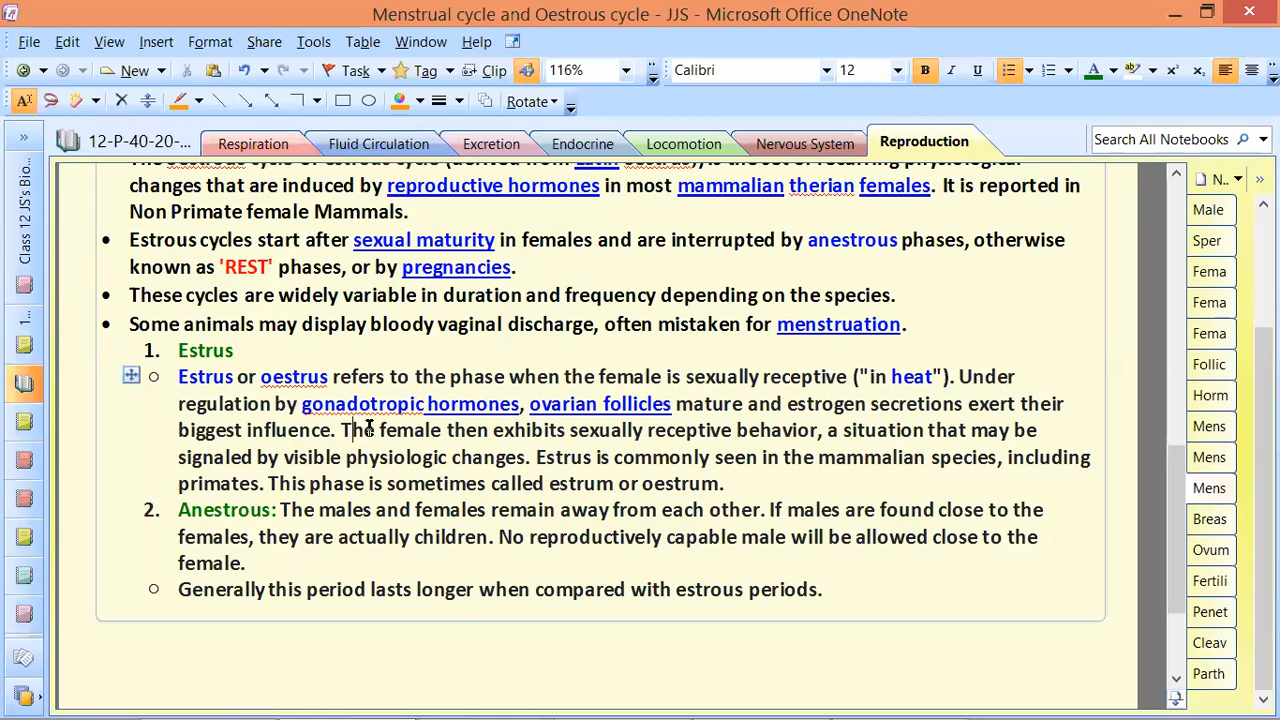 Menstrual cycle and Oestrous cycle - JJS - Microsoft Office OneNote
File Edit View Insert Format Share Tools Table Window Help
New Task Tag Clip 116% Calibri 12 B I U
Rotate
12-P-40-20-... Respiration Fluid Circulation Excretion Endocrine Locomotion Nervous System Reproduction Search All Notebooks
changes that are induced by reproductive hormones in most mammalian therian females. It is reported in
Non Primate female Mammals.
• Estrous cycles start after sexual maturity in females and are interrupted by anestrous phases, otherwise
known as 'REST' phases, or by pregnancies.
• These cycles are widely variable in duration and frequency depending on the species.
• Some animals may display bloody vaginal discharge, often mistaken for menstruation.
1. Estrus
○ Estrus or oestrus refers to the phase when the female is sexually receptive ("in heat"). Under
regulation by gonadotropic hormones, ovarian follicles mature and estrogen secretions exert their
biggest influence. The female then exhibits sexually receptive behavior, a situation that may be
signaled by visible physiologic changes. Estrus is commonly seen in the mammalian species, including
primates. This phase is sometimes called estrum or oestrum.
2. Anestrous: The males and females remain away from each other. If males are found close to the
females, they are actually children. No reproductively capable male will be allowed close to the
female.
○ Generally this period lasts longer when compared with estrous periods.
Class 12 JJS's Bio...
1...
N..
Male
Sper
Fema
Fema
Fema
Follic
Horm
Mens
Mens
Breas
Ovum
Fertili
Penet
Cleav
Parth